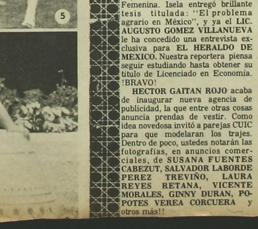 5
Femenina. Isela entregó brillante
tesis titulada: "El problema
agrario en México", y ya el LIC.
AUGUSTO GOMEZ VILLANUEVA
le ha concedido una entrevista ex-
clusiva para EL HERALDO DE
MEXICO. Nuestra reportera piensa
seguir estudiando hasta obtener su
título de Licenciado en Economía.
!BRAVO!
HECTOR GAITAN ROJO acaba
de inaugurar nueva agencia de
publicidad, la que entre otras cosas
anuncia prendas de vestir. Como
idea novedosa invitó a parejas CUIC
para que modelaran los trajes.
Dentro de poco, ustedes notarán las
fotografías, en anuncios comer-
ciales, de SUSANA FUENTES
CABEZUT, SALVADOR LABORDE
PEREZ TREVIÑO, LAURA
REYES RETANA, VICENTE
MORALES, GINNY DURAN, PO-
POTES VEREA CORCUERA y
otros más!!